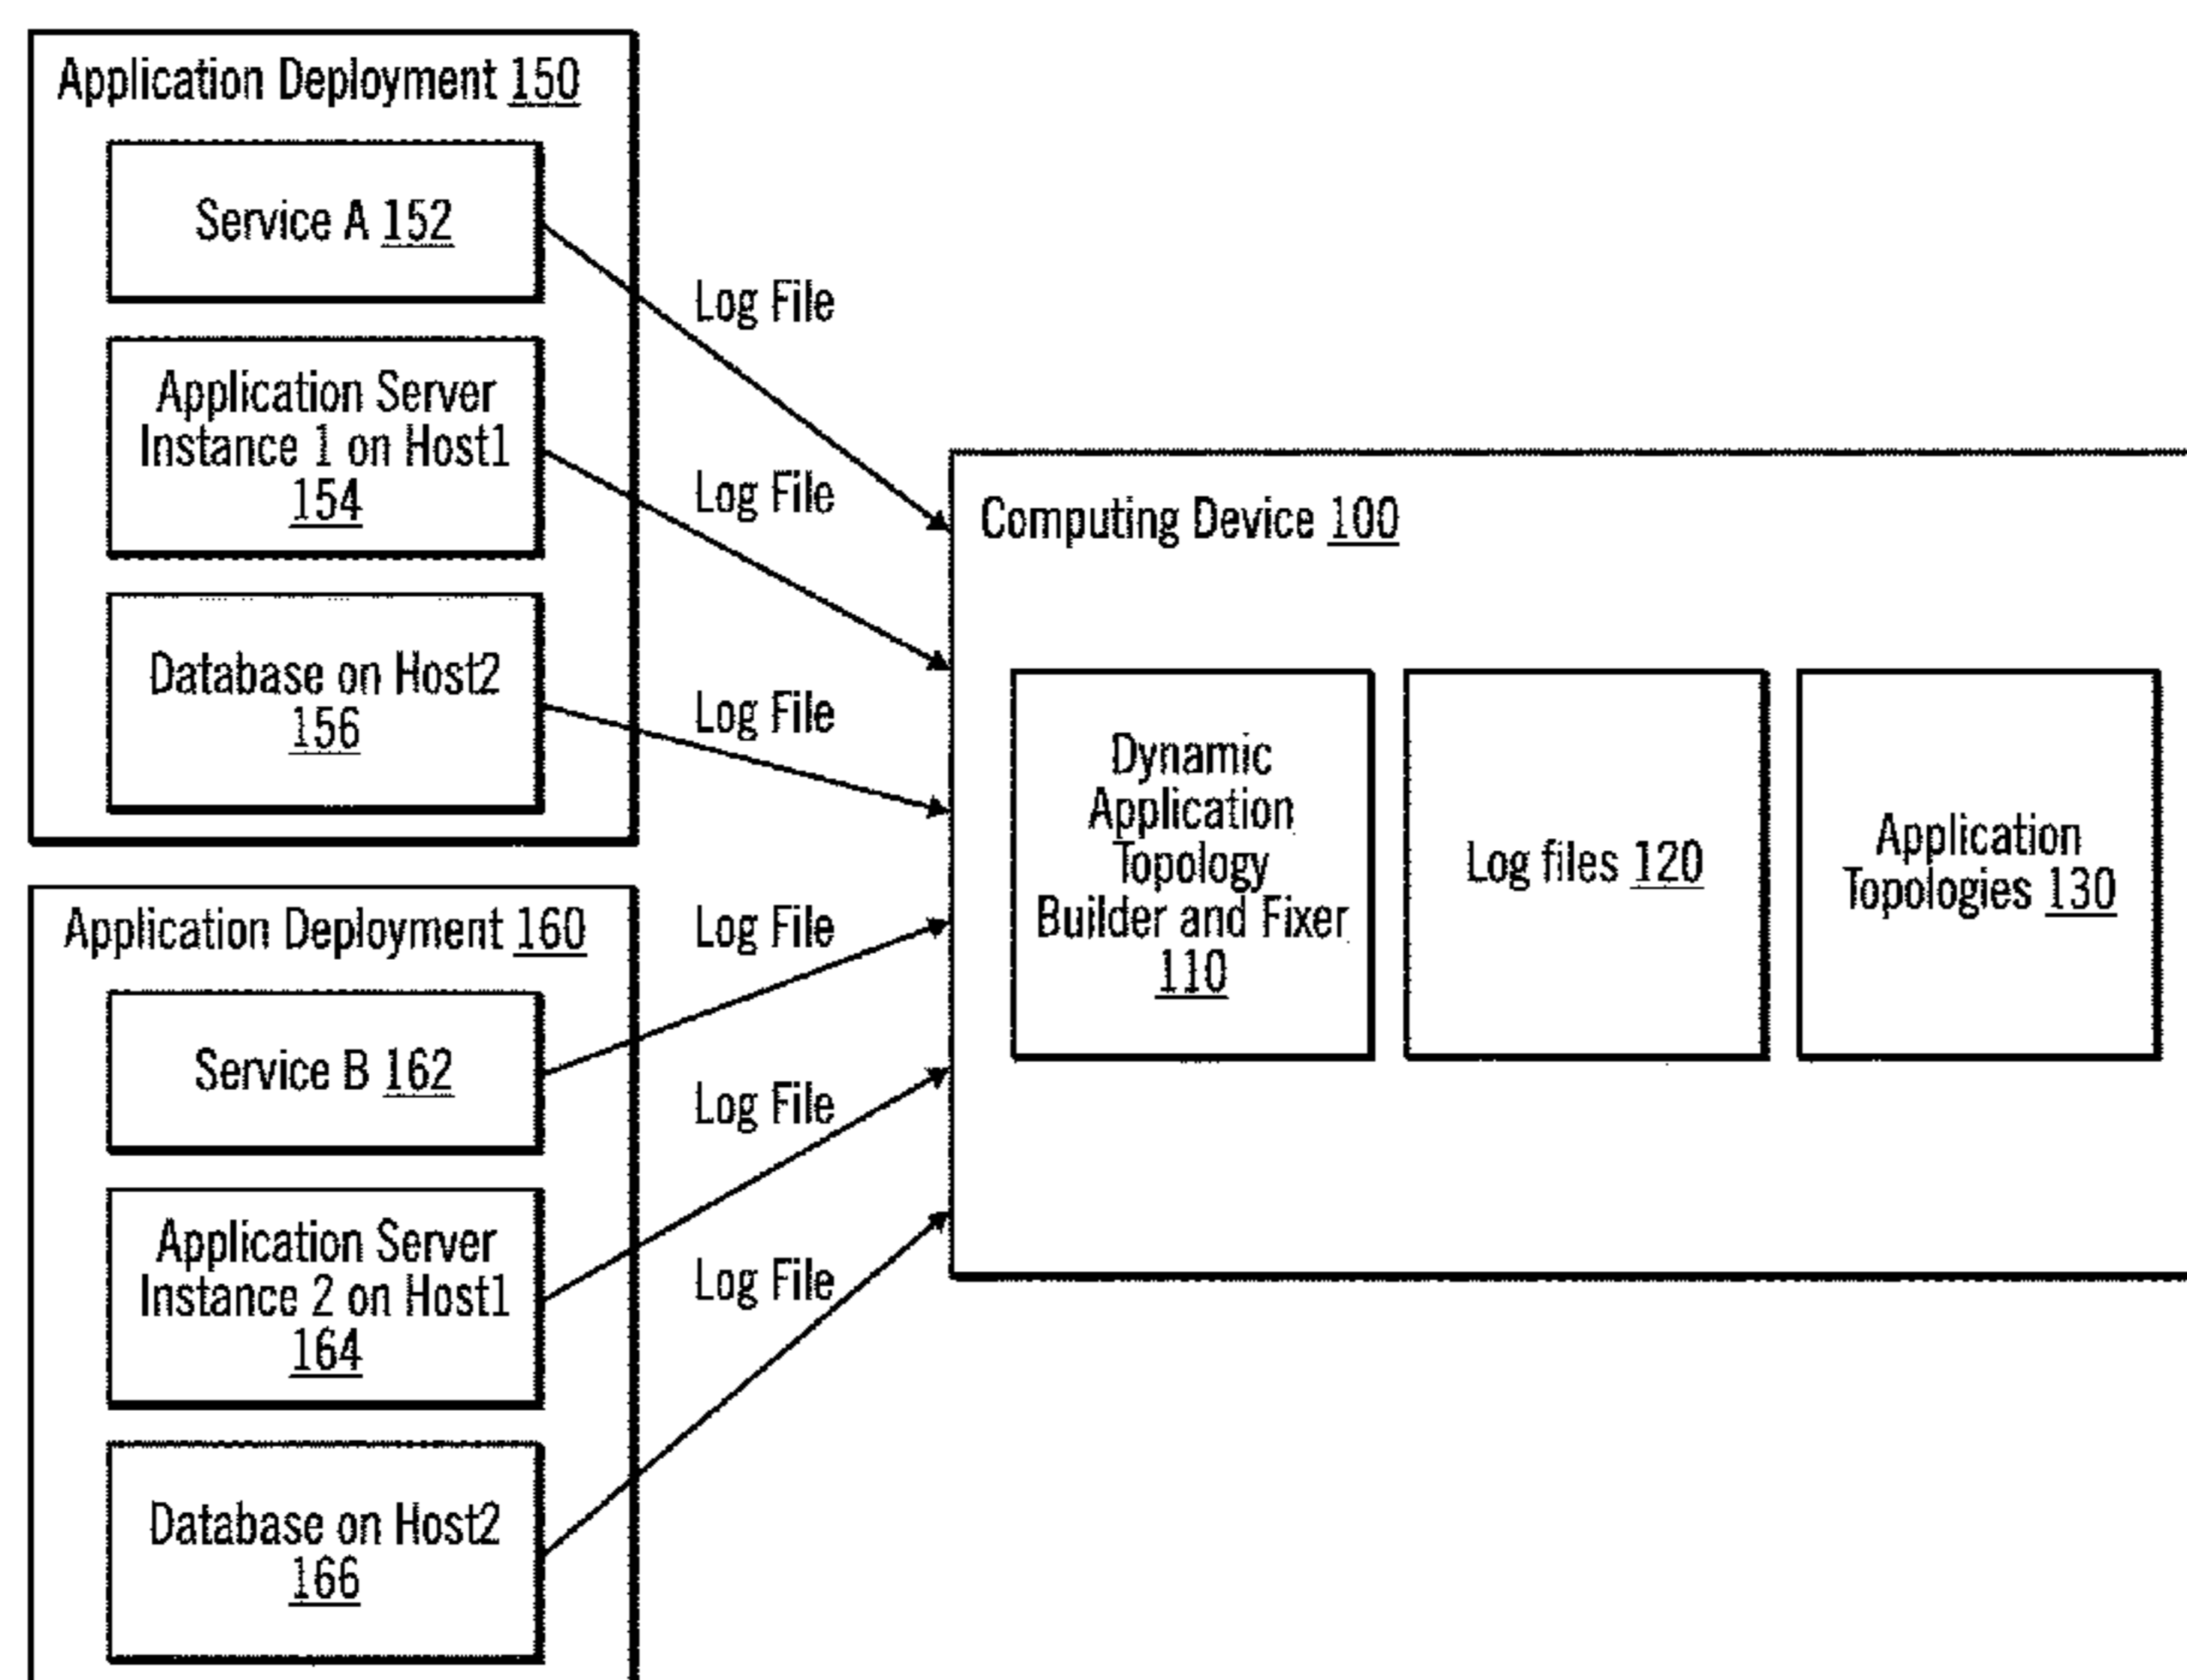 Application Deployment 150
Service A 152
Application Server
Instance 1 on Host1
154
Database on Host2
156
Log File
Log File
Log File
Application Deployment 160
Service B 162
Application Server
Instance 2 on Host1
164
Database on Host2
166
Log File
Log File
Log File
Computing Device 100
Dynamic
Application
Topology
Builder and Fixer
110
Log files 120
Application
Topologies 130